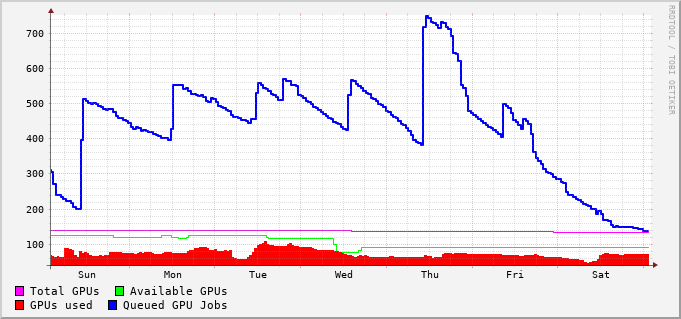 700
600
500
400
300
200
100
Sun Mon Tue Wed Thu Fri Sat
Total GPUs Available GPUs
GPUs used Queued GPU Jobs
RRDTOOL / TOBI OETIKER